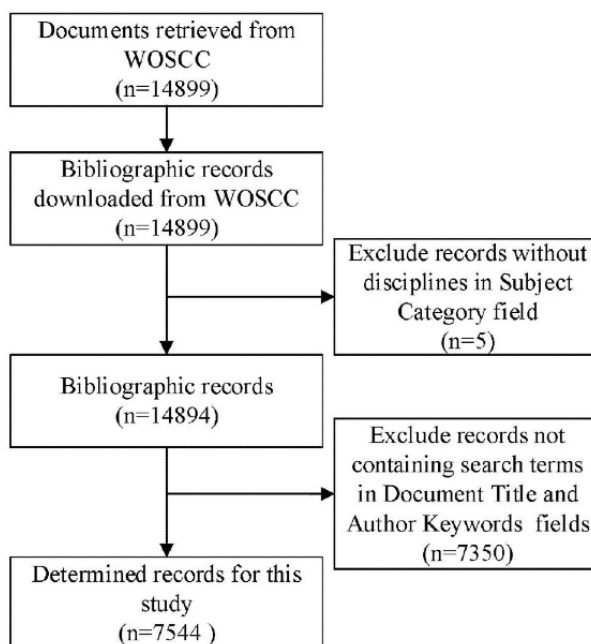 Documents retrieved from
WOSCC
(n=14899)
Bibliographic records
downloaded from WOSCC
(n=14899)
Exclude records without
disciplines in Subject
Category field
(n=5)
Bibliographic records
(n=14894)
Exclude records not
containing search terms
in Document Title and
Author Keywords fields
(n=7350)
Determined records for this
study
(n=7544 )